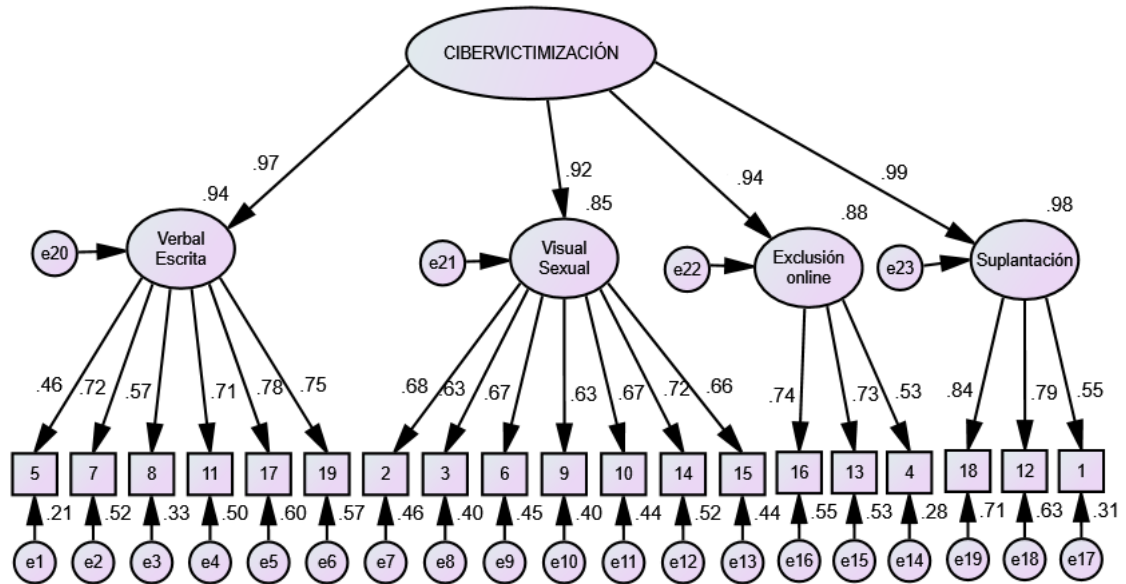 CIBERVICTIMIZACIÓN
.97
.92
.94
.99
.94
.85
.88
.98
e20
Verbal
Escrita
e21
Visual
Sexual
e22
Exclusión
online
e23
Suplantación
.46
.72
.57
.71
.78
.75
.68
.63
.67
.63
.67
.72
.66
.74
.73
.53
.84
.79
.55
5
7
8
11
17
19
2
3
6
9
10
14
15
16
13
4
18
12
1
.21
.52
.33
.50
.60
.57
.46
.40
.45
.40
.44
.52
.44
.55
.53
.28
.71
.63
.31
e1
e2
e3
e4
e5
e6
e7
e8
e9
e10
e11
e12
e13
e16
e15
e14
e19
e18
e17